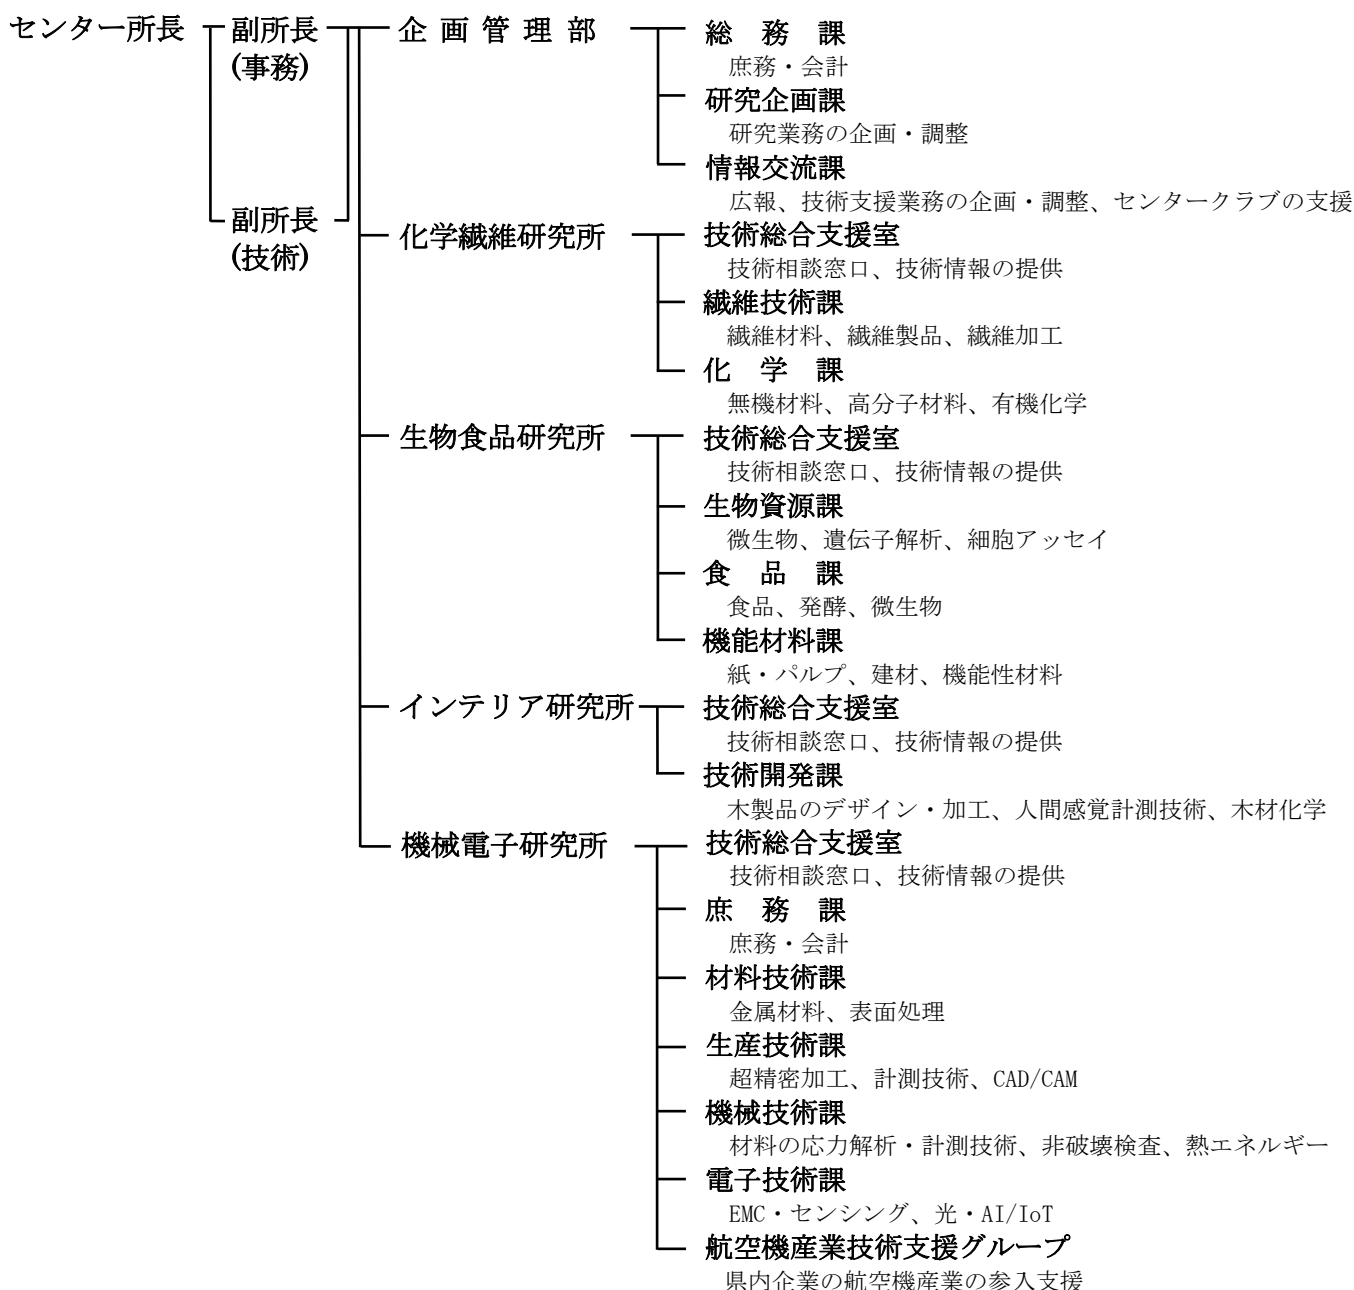 センター所長 副所長 企画管理部 総務課
(事務) 庶務・会計
研究企画課
研究業務の企画・調整
情報交流課
広報、技術支援業務の企画・調整、センタークラブの支援
副所長
(技術)
化学繊維研究所 技術総合支援室
技術相談窓口、技術情報の提供
繊維技術課
繊維材料、繊維製品、繊維加工
化学課
無機材料、高分子材料、有機化学
生物食品研究所 技術総合支援室
技術相談窓口、技術情報の提供
生物資源課
微生物、遺伝子解析、細胞アッセイ
食品課
食品、発酵、微生物
機能材料課
紙・パルプ、建材、機能性材料
インテリア研究所 技術総合支援室
技術相談窓口、技術情報の提供
技術開発課
木製品のデザイン・加工、人間感覚計測技術、木材化学
機械電子研究所 技術総合支援室
技術相談窓口、技術情報の提供
庶務課
庶務・会計
材料技術課
金属材料、表面処理
生産技術課
超精密加工、計測技術、CAD/CAM
機械技術課
材料の応力解析・計測技術、非破壊検査、熱エネルギー
電子技術課
EMC・センシング、光・AI/IoT
航空機産業技術支援グループ
県内企業の航空機産業の参入支援